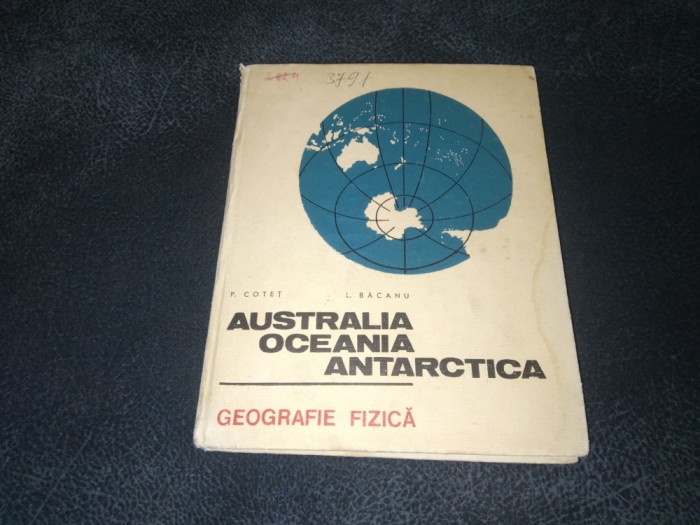 3791
P. COTEȚ L. BĂCANU
AUSTRALIA
OCEANIA
ANTARCTICA
GEOGRAFIE FIZICĂ